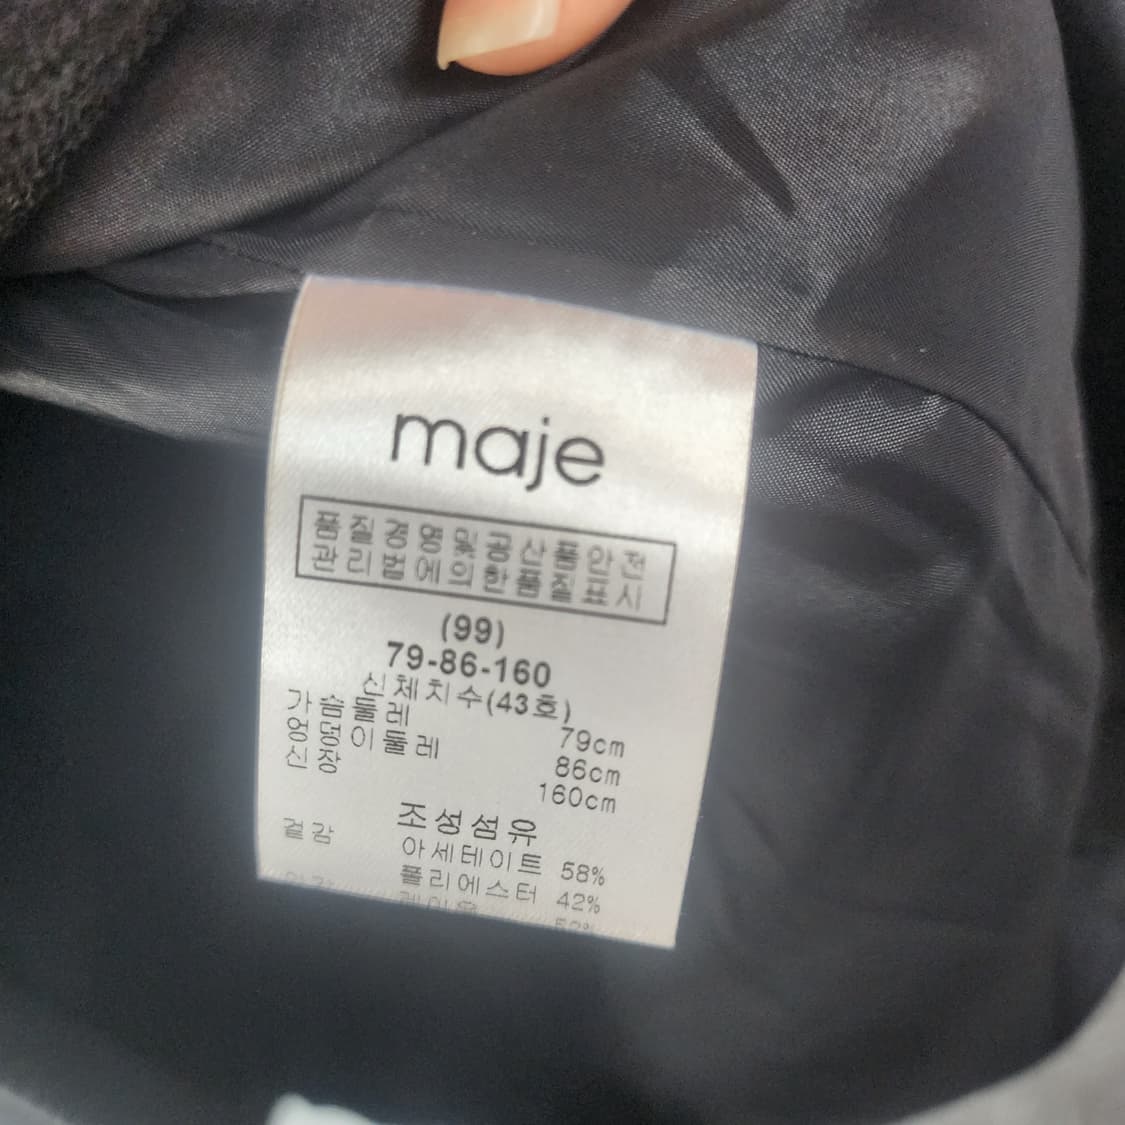 maje
품질경영및공산품안전
관리법에의한품질표시
(99)
79-86-160
신체치수(43호)
가슴둘레 79cm
엉덩이둘레 86cm
신장 160cm
조성섬유
겉감 아세테이트 58%
폴리에스터 42%